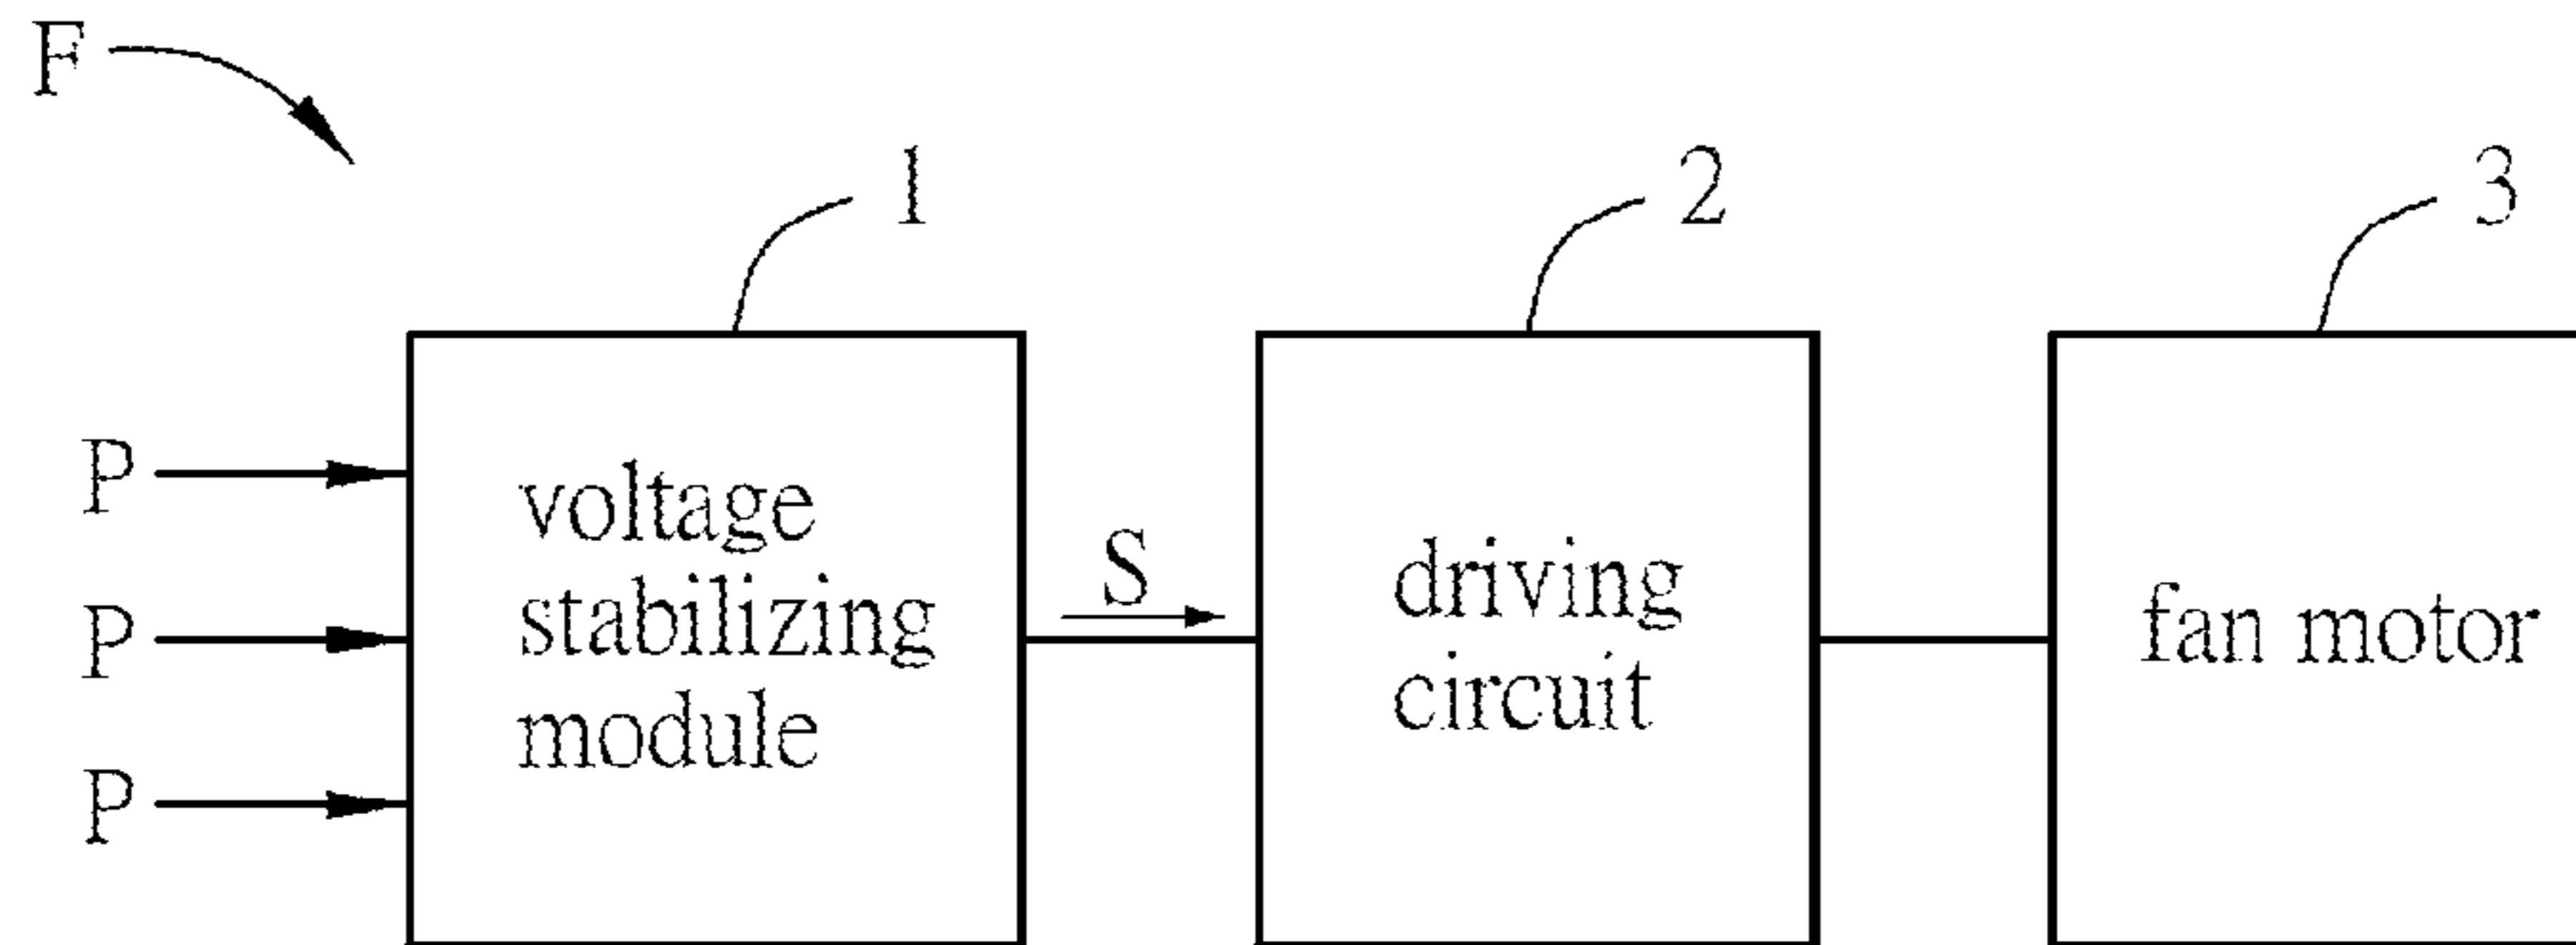 F
1
2
3
P
P
P
voltage
stabilizing
module
S
driving
circuit
fan motor